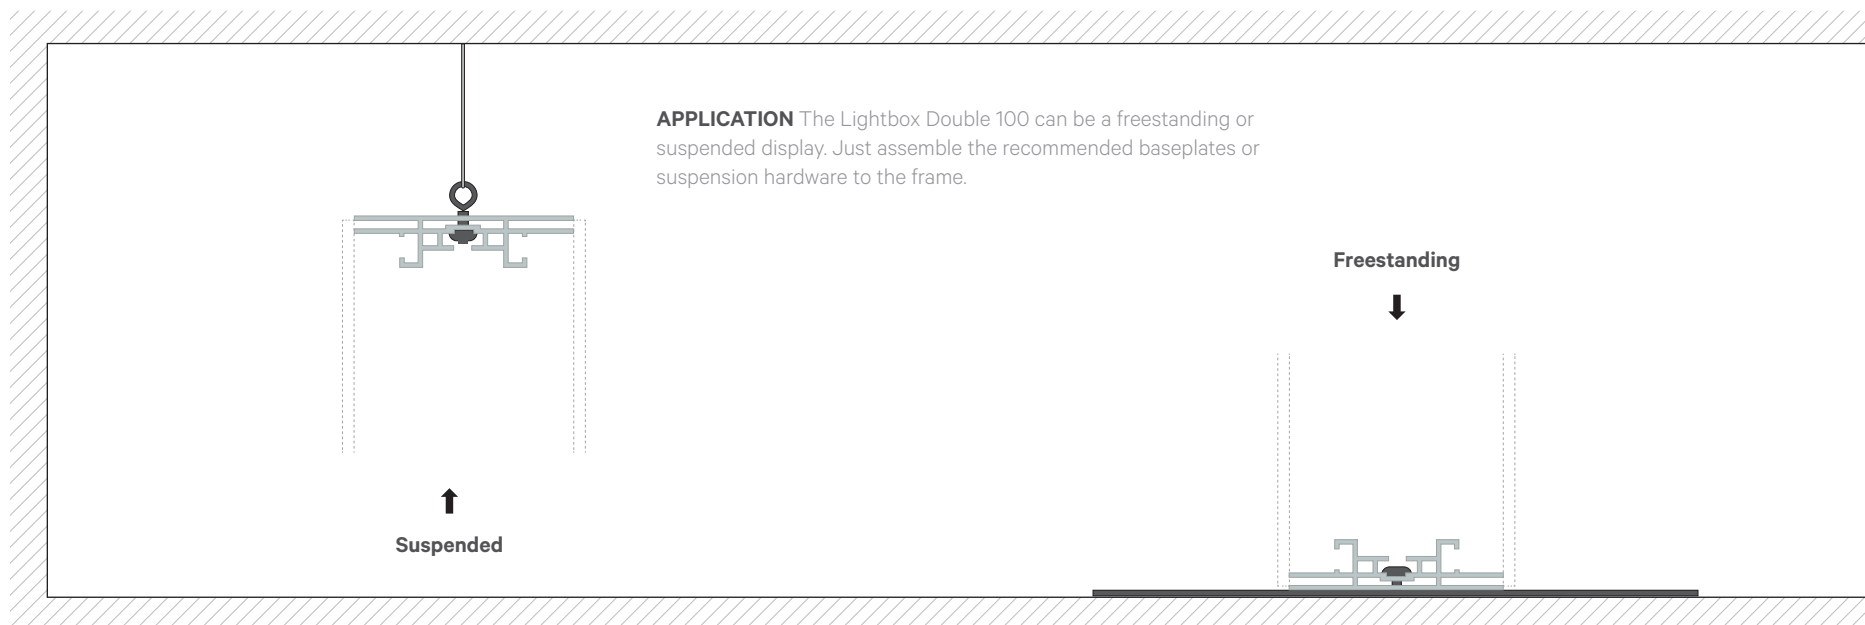 APPLICATION The Lightbox Double 100 can be a freestanding or
suspended display. Just assemble the recommended baseplates or
suspension hardware to the frame.
Freestanding
Suspended